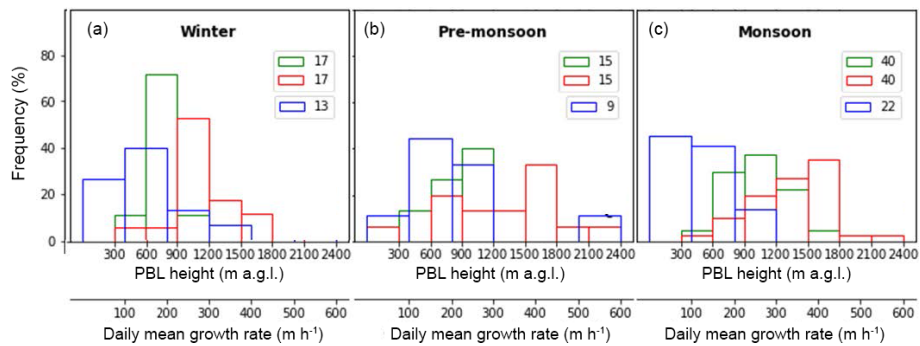 (a) Winter
(b) Pre-monsoon
(c) Monsoon
Frequency (%)
80
60
40
20
0
17
17
13
15
15
9
40
40
22
300 600 900 1200 1500 1800 2100 2400
300 600 900 1200 1500 1800 2100 2400
300 600 900 1200 1500 1800 2100 2400
PBL height (m a.g.l.)
PBL height (m a.g.l.)
PBL height (m a.g.l.)
100 200 300 400 500 600
100 200 300 400 500 600
100 200 300 400 500 600
Daily mean growth rate (m h⁻¹)
Daily mean growth rate (m h⁻¹)
Daily mean growth rate (m h⁻¹)